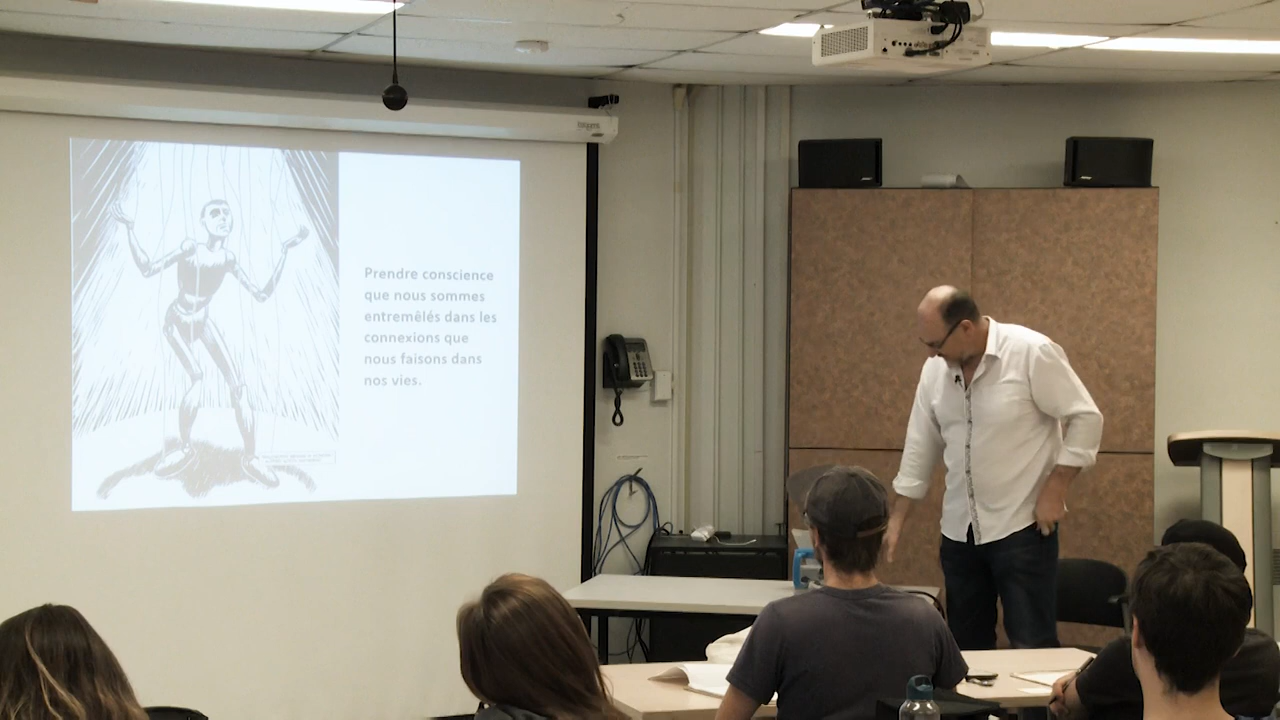 Prendre conscience
que nous sommes
entremêlés dans les
connexions que
nous faisons dans
nos vies.